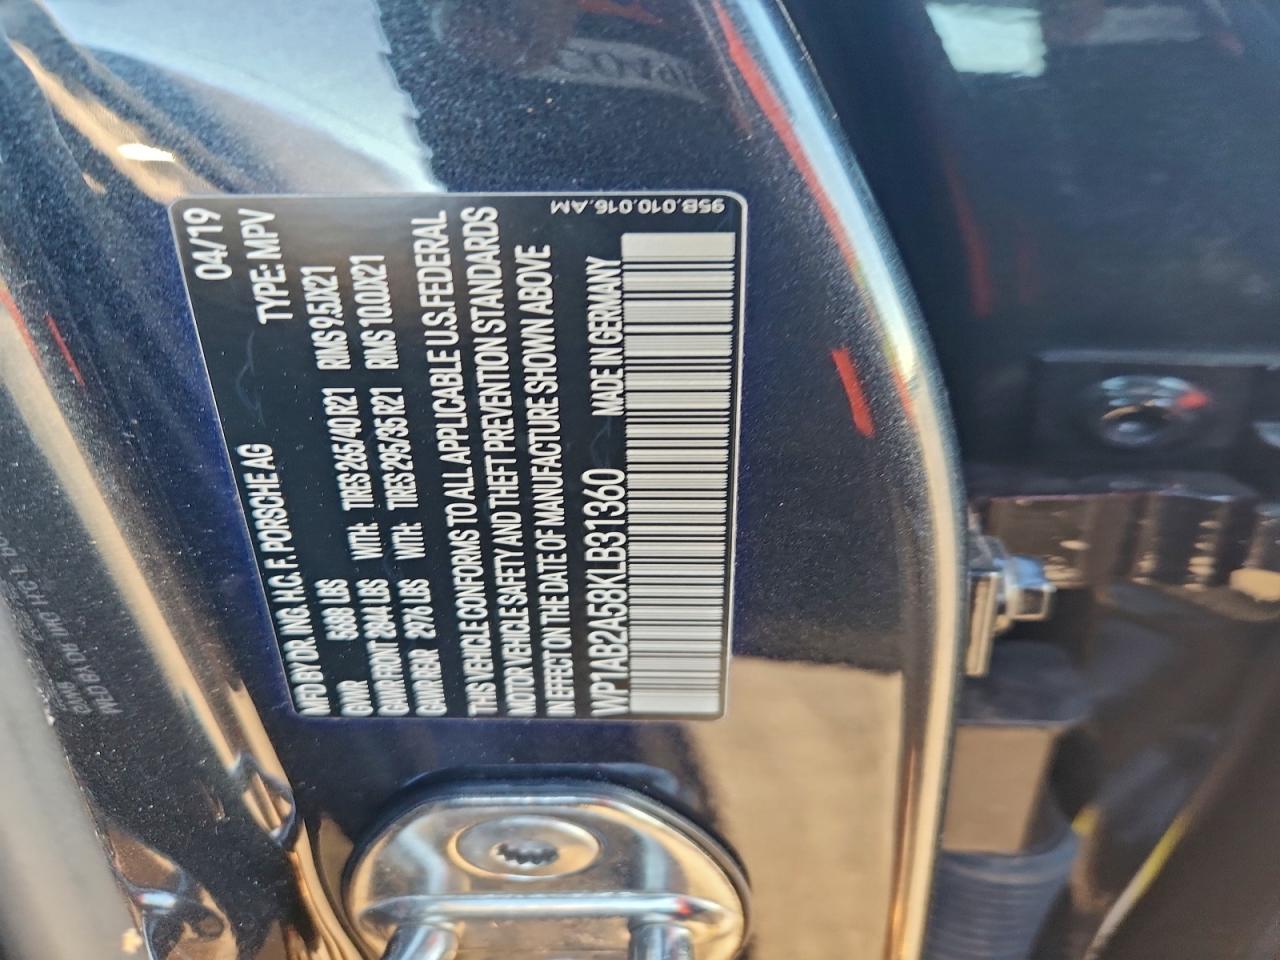 04/19
MFD BY DR. ING. H.C. F. PORSCHE AG TYPE: MPV
GVWR 5688 LBS
GAWR FRONT 2844 LBS WITH: TIRES 265/40 R21 RIMS 9.5JX21
GAWR REAR 2976 LBS WITH: TIRES 295/35 R21 RIMS 10.0JX21
THIS VEHICLE CONFORMS TO ALL APPLICABLE U.S. FEDERAL
MOTOR VEHICLE SAFETY AND THEFT PREVENTION STANDARDS
IN EFFECT ON THE DATE OF MANUFACTURE SHOWN ABOVE
WP1AB2A58KLB31360 MADE IN GERMANY
95B.010.016.AM